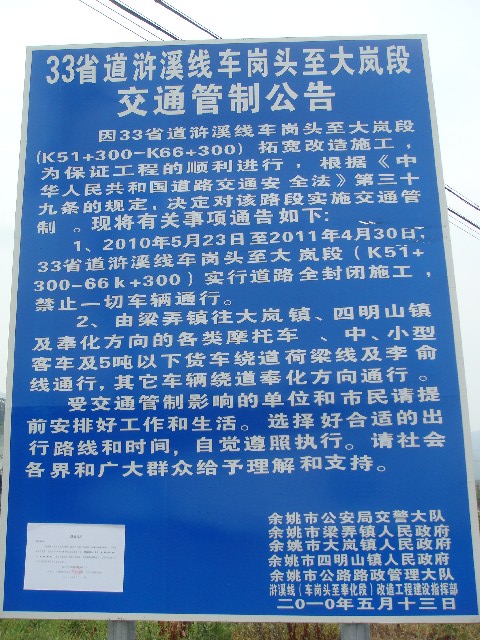 33省道浒溪线车岗头至大岚段
交通管制公告
因33省道浒溪线车岗头至大岚段
(K51+300-K66+300) 拓宽改造施工，
为保证工程的顺利进行，根据《中
华人民共和国道路交通安 全法》第三十
九条的规定，决定对该路段实施交通管
制 。现将有关事项通告如下:
1、2010年5月23日至2011年4月30日,
33省道浒溪线车岗头至大 岚段（K51+
300-66k+300）实行道路全封闭施工，
禁止一切车辆通行。
2、由梁弄镇往大岚镇、四明山镇
及奉化方向的各类摩托车 、中、小型
客车及5吨以下货车绕道荷梁线及李 俞
线通行，其它车辆绕道奉化方向通行 。
受交通管制影响的单位和市民请提
前安排好工作和生活。选择好合适的出
行路线和时间，自觉遵照执行。请社会
各界和广大群众给予理解和支持。
余姚市公安局交警大队
余姚市梁弄镇人民政府
余姚市大岚镇人民政府
余姚市四明山镇人民政府
余姚市公路路政管理大队
浒溪线（车岗头至奉化段）改造工程建设指挥部
二0一0年五月十三日